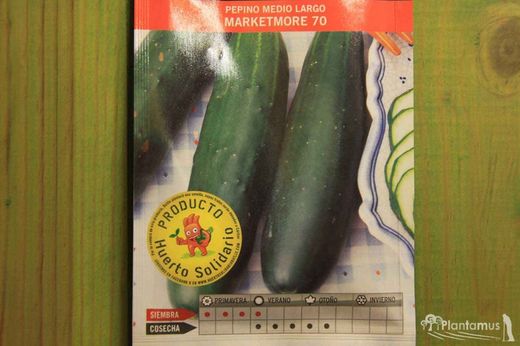 PEPINO MEDIO LARGO
MARKETMORE 70
PRODUCTO
Huerto Solidario
PRIMAVERA VERANO OTOÑO INVIERNO
SIEMBRA
COSECHA
Plantamus